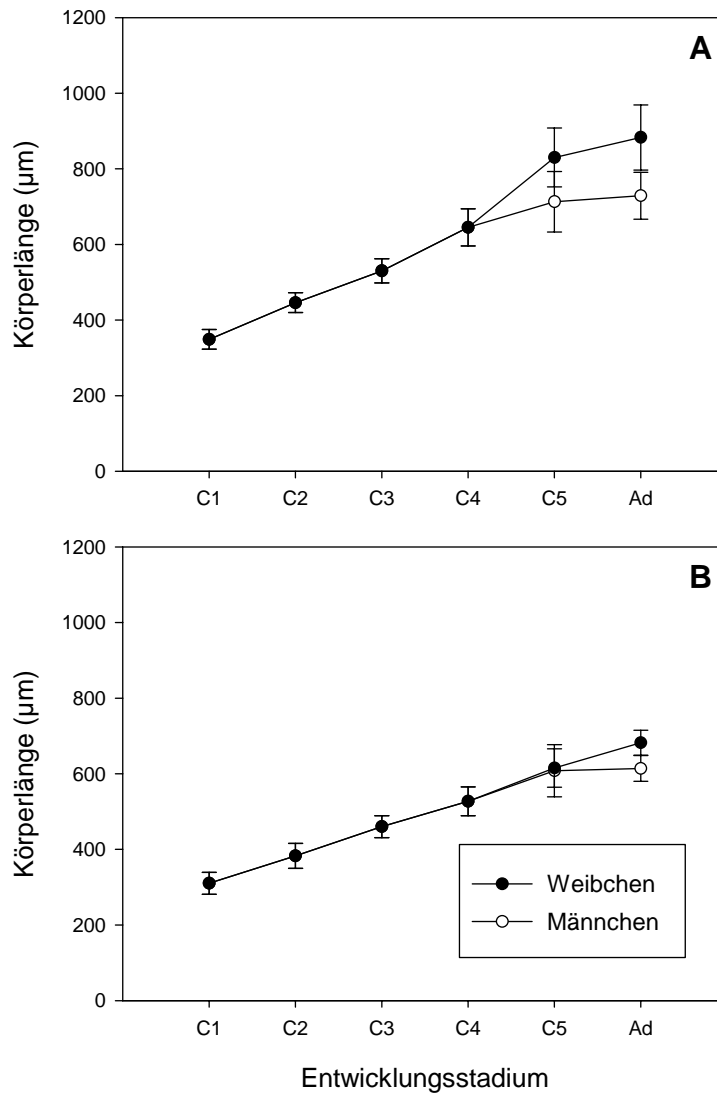 A
Körperlänge (µm)
1200
1000
800
600
400
200
0
C1 C2 C3 C4 C5 Ad
B
Körperlänge (µm)
1200
1000
800
600
400
200
0
Weibchen
Männchen
C1 C2 C3 C4 C5 Ad
Entwicklungsstadium